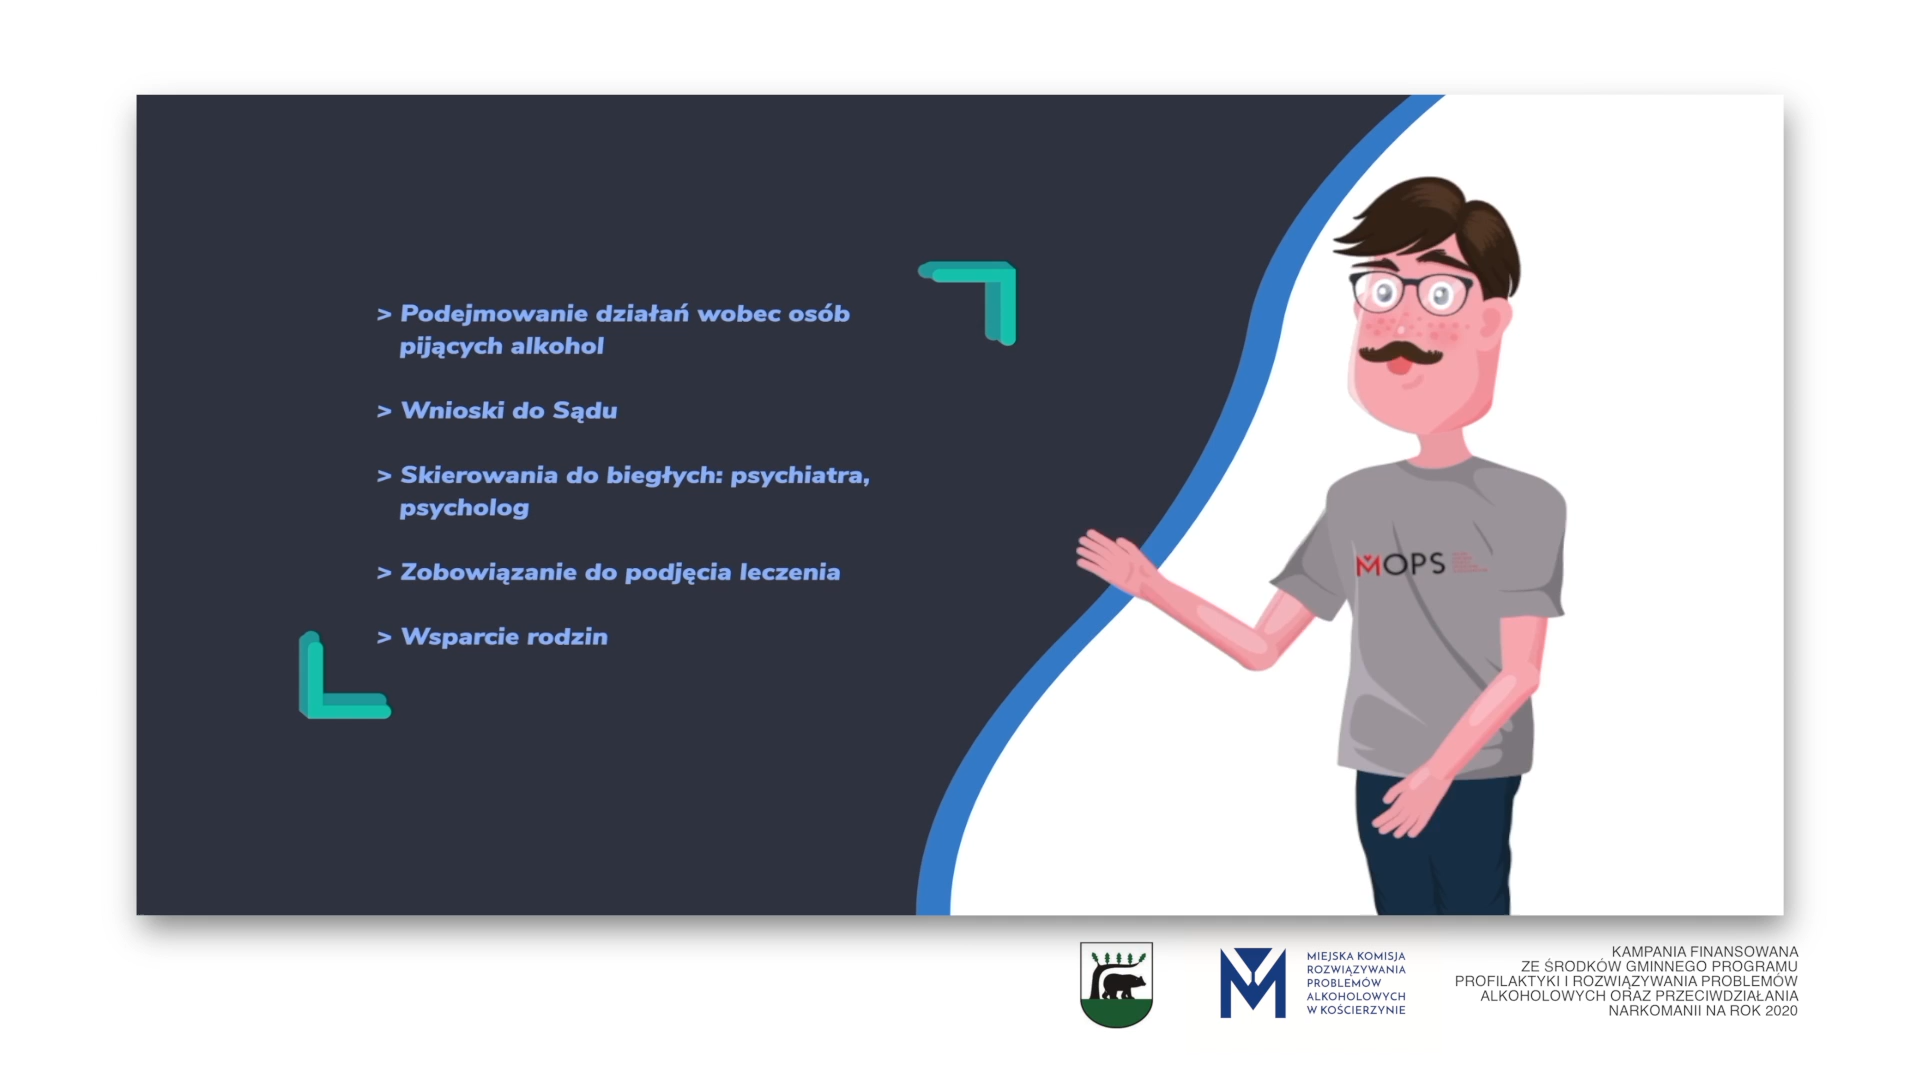 > Podejmowanie działań wobec osób
pijących alkohol
> Wnioski do Sądu
> Skierowania do biegłych: psychiatra,
psycholog
> Zobowiązanie do podjęcia leczenia
> Wsparcie rodzin
MOPS
MIEJSKA KOMISJA
ROZWIĄZYWANIA
PROBLEMÓW
ALKOHOLOWYCH
W KOŚCIERZYNIE
KAMPANIA FINANSOWANA
ZE ŚRODKÓW GMINNEGO PROGRAMU
PROFILAKTYKI I ROZWIĄZYWANIA PROBLEMÓW
ALKOHOLOWYCH ORAZ PRZECIWDZIAŁANIA
NARKOMANII NA ROK 2020